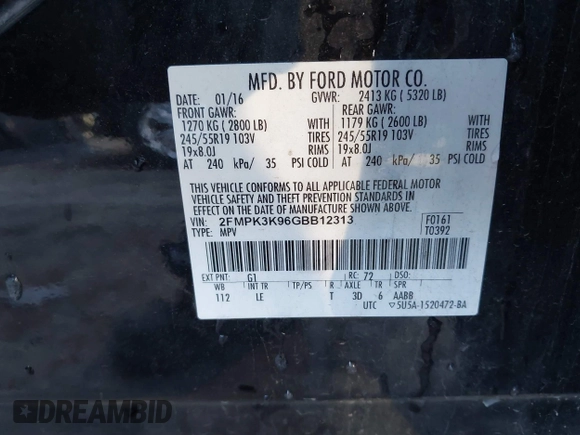 MFD. BY FORD MOTOR CO.
DATE: 01/16 GVWR: 2413 KG ( 5320 LB)
FRONT GAWR: REAR GAWR:
1270 KG ( 2800 LB) WITH 1179 KG ( 2600 LB) WITH
245/55R19 103V TIRES 245/55R19 103V TIRES
19x8.0J RIMS 19x8.0J RIMS
AT 240 kPa/ 35 PSI COLD AT 240 kPa/ 35 PSI COLD
THIS VEHICLE CONFORMS TO ALL APPLICABLE FEDERAL MOTOR
VEHICLE SAFETY AND THEFT PREVENTION STANDARDS IN
EFFECT ON THE DATE OF MANUFACTURE SHOWN ABOVE.
VIN: 2FMPK3K96GBB12313 F0161
TYPE: MPV T0392
EXT PNT: G1 RC: 72 DSO:
WB INT TR TP/PS R AXLE TR SPR
112 LE T 3D 6 AABB
UTC ▽5U5A-1520472-BA
DREAMBID